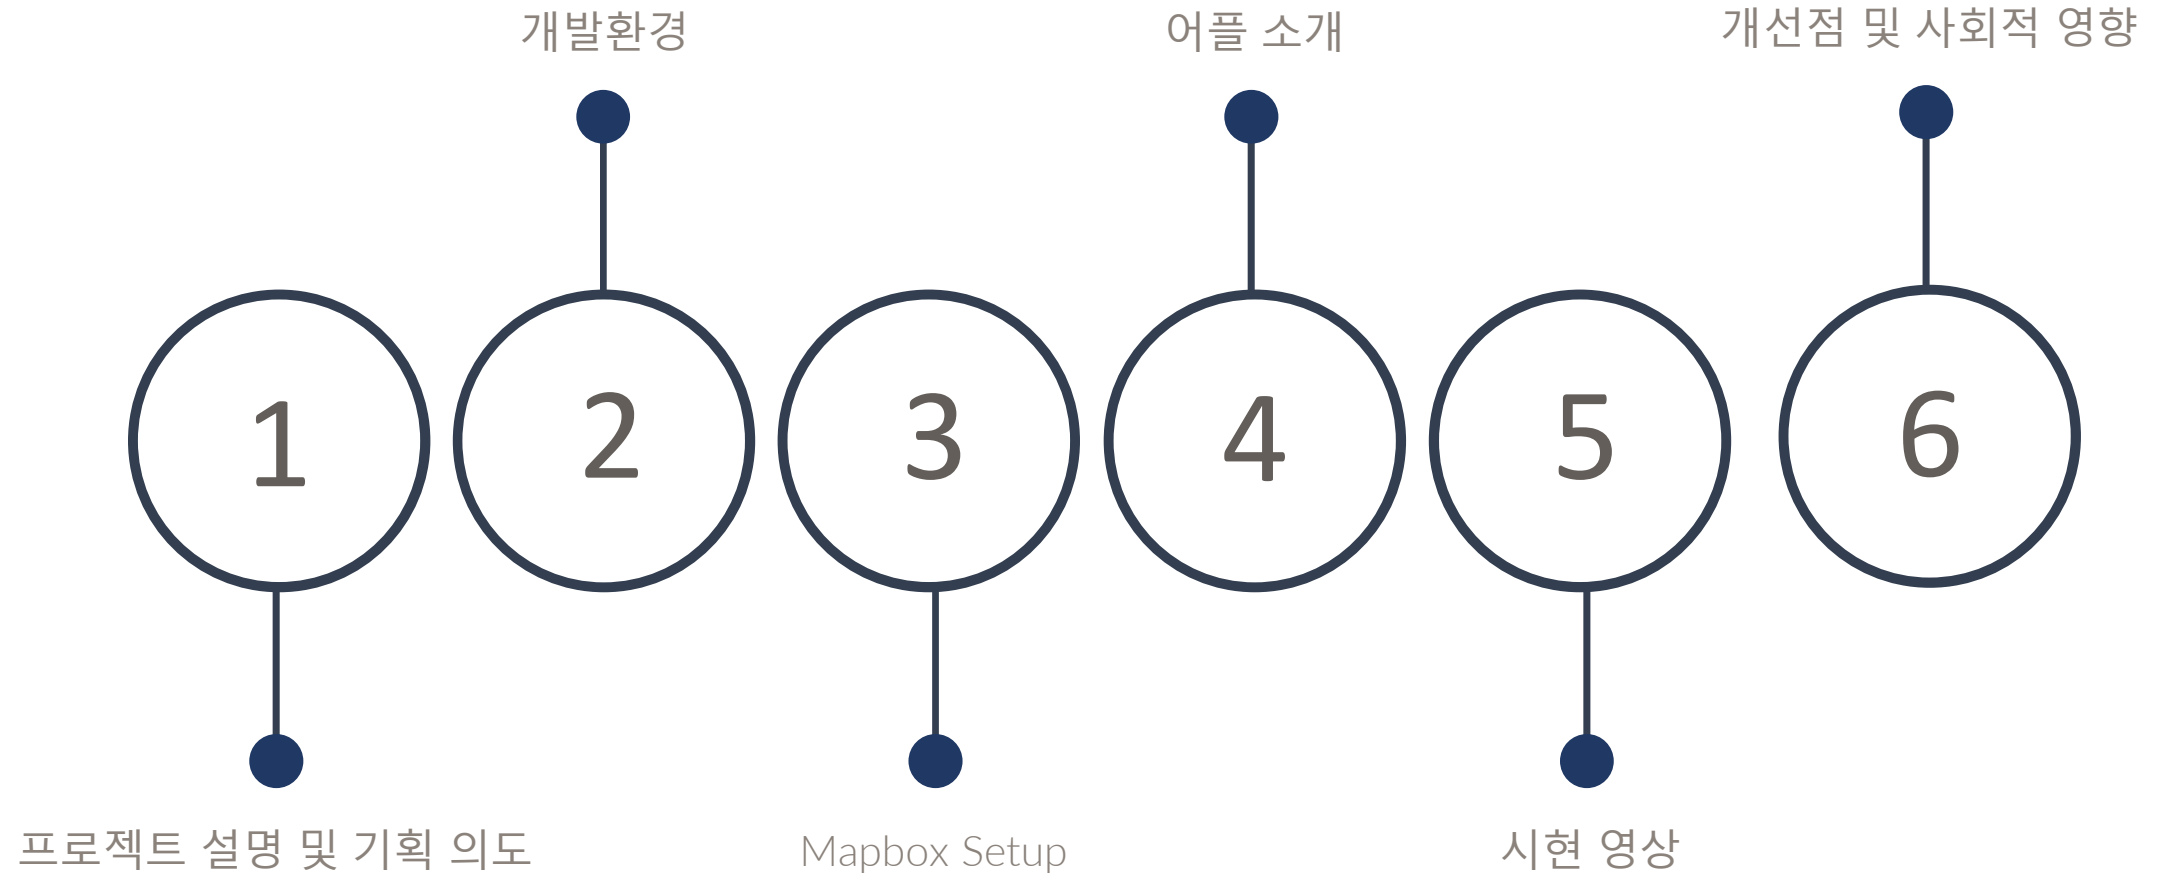 개발환경
어플 소개
개선점 및 사회적 영향
1
2
3
4
5
6
프로젝트 설명 및 기획 의도
Mapbox Setup
시현 영상